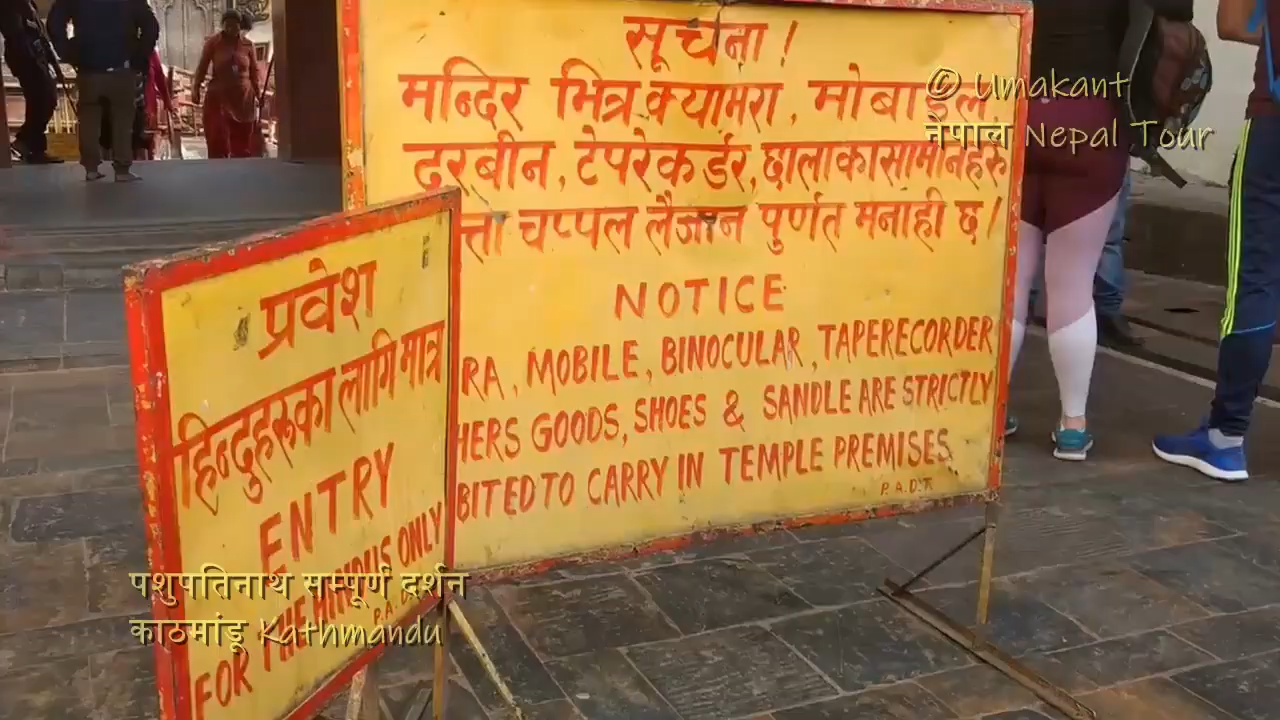 सूचना !
मन्दिर भित्र क्यामरा, मोबाईल
दुरबीन, टेपरेकर्डर, छालाकासामानहरु
त्ता चप्पल लैजान पुर्णत मनाही छ !
NOTICE
RA, MOBILE, BINOCULAR, TAPERECORDER
HERS GOODS, SHOES & SANDLE ARE STRICTLY
BITED TO CARRY IN TEMPLE PREMISES.
P.A.D.T.
प्रवेश
हिन्दुहरूका लागि मात्र
ENTRY
FOR THE HINDUS ONLY
© Umakant
नेपाल Nepal Tour
पशुपतिनाथ सम्पूर्ण दर्शन
काठमांडू Kathmandu